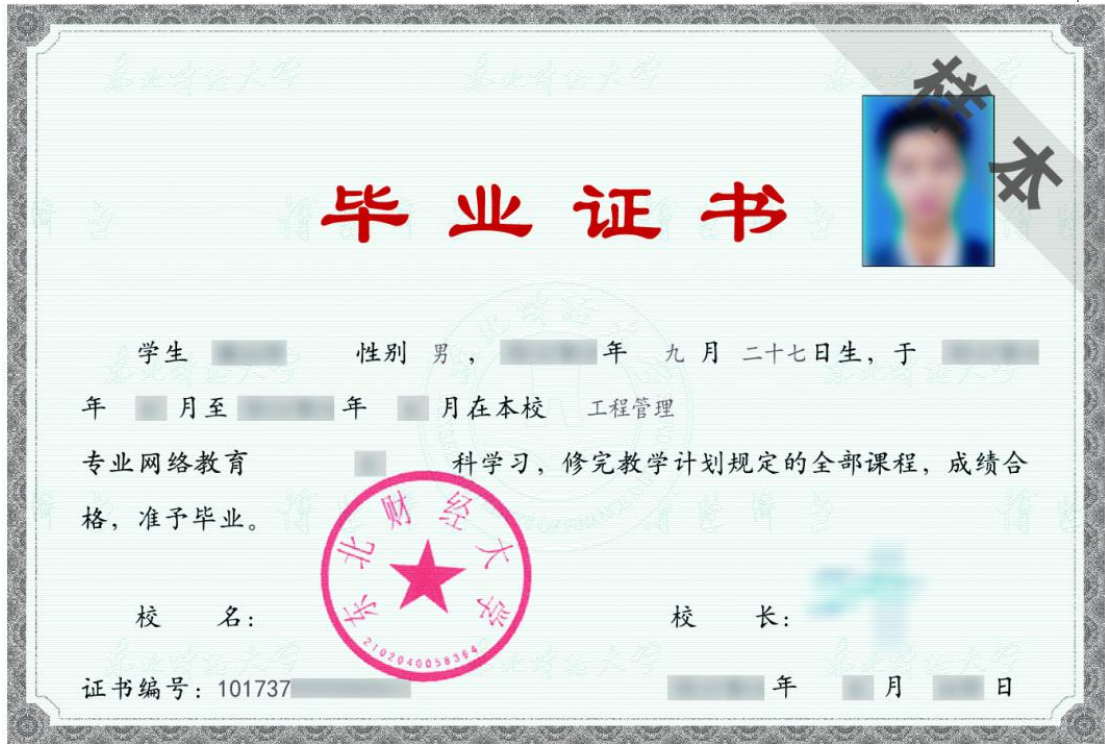 样本
毕业证书
学生 性别 男， 年 九 月 二十七日生，于
年 月至 年 月在本校 工程管理
专业网络教育 科学习，修完教学计划规定的全部课程，成绩合
格，准予毕业。
东北财经大学
2102040058364
校 名： 校 长：
证书编号：101737 年 月 日